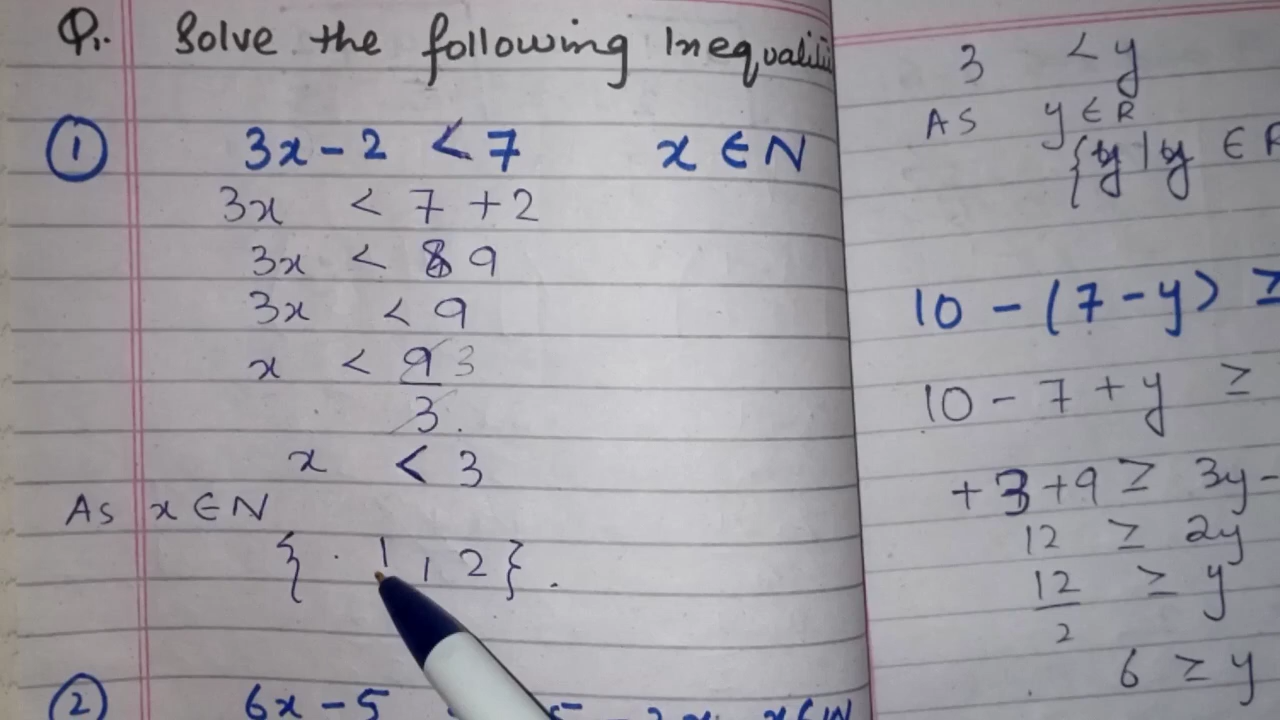 Q1. Solve the following
① 3x - 2 < 7 x ∈ N
3x < 7 + 2
3x < 9
3x < 9
x < 9 3
3.
x < 3
As x ∈ N
{ . 1, 2 } .
② 6x - 5
3 < y
AS y ∈ R
{ y | y ∈ R
10 - (7 - y) ≥
10 - 7 + y ≥
+ 3 + 9 ≥ 3y -
12 ≥ 2y
12 ≥ y
2
6 ≥ y